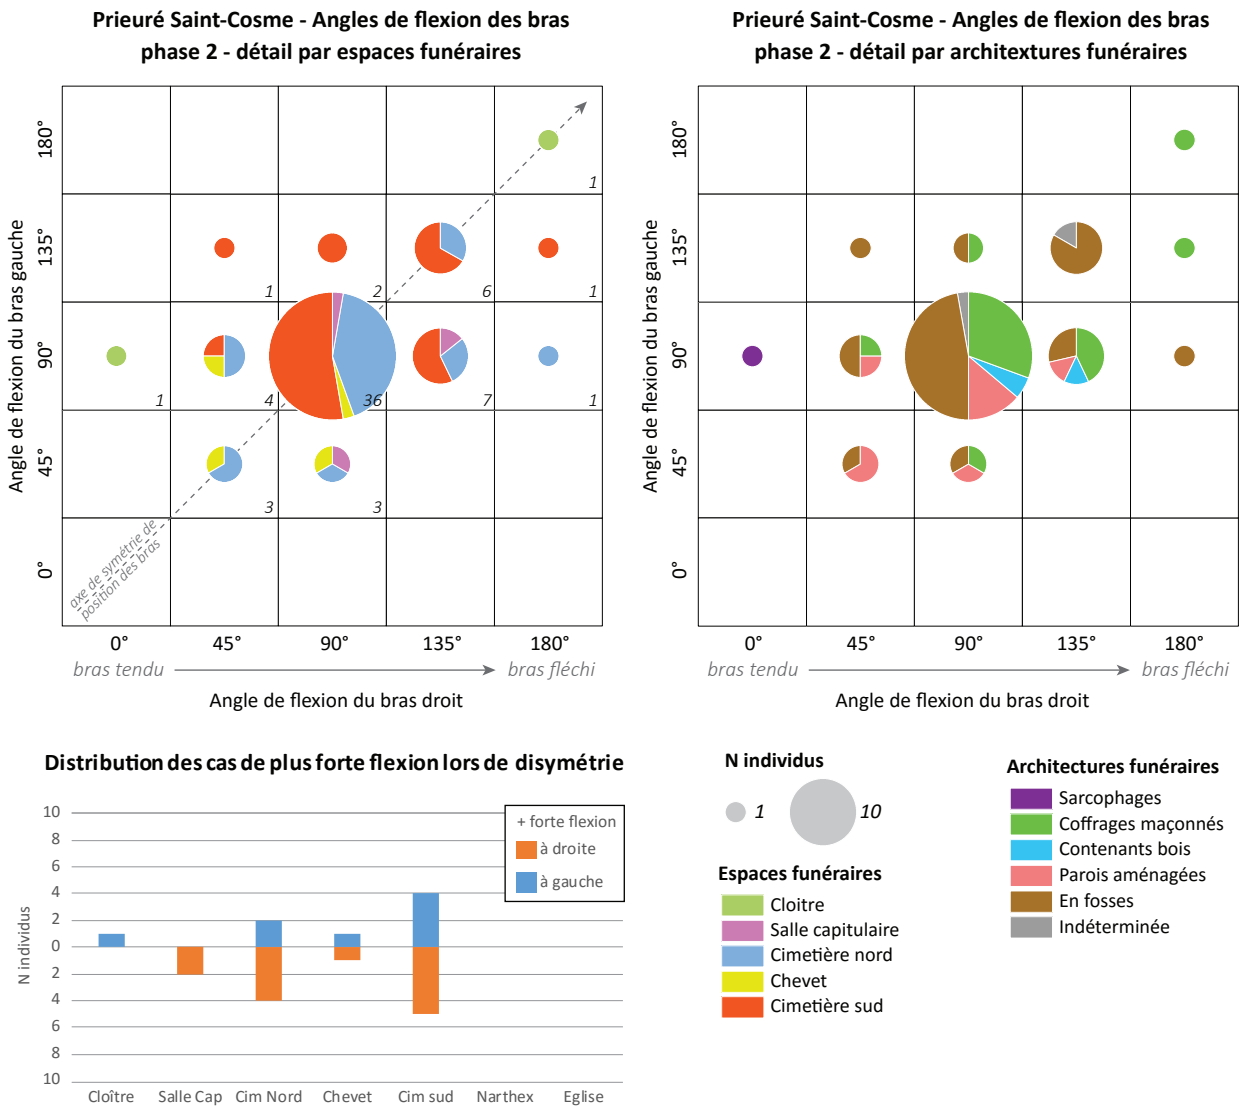 Prieuré Saint-Cosme - Angles de flexion des bras
phase 2 - détail par espaces funéraires
Angle de flexion du bras gauche
180°
135°
90°
45°
0°
1
1
2
6
1
1
4
36
7
1
3
3
axe de symétrie de
position des bras
0°
45°
90°
135°
180°
bras tendu
bras fléchi
Angle de flexion du bras droit
Prieuré Saint-Cosme - Angles de flexion des bras
phase 2 - détail par architextures funéraires
Angle de flexion du bras gauche
180°
135°
90°
45°
0°
0°
45°
90°
135°
180°
bras tendu
bras fléchi
Angle de flexion du bras droit
Distribution des cas de plus forte flexion lors de disymétrie
N individus
10
8
6
4
2
0
2
4
6
8
10
+ forte flexion
à droite
à gauche
Cloître
Salle Cap
Cim Nord
Chevet
Cim sud
Narthex
Eglise
N individus
1
10
Espaces funéraires
Cloitre
Salle capitulaire
Cimetière nord
Chevet
Cimetière sud
Architectures funéraires
Sarcophages
Coffrages maçonnés
Contenants bois
Parois aménagées
En fosses
Indéterminée